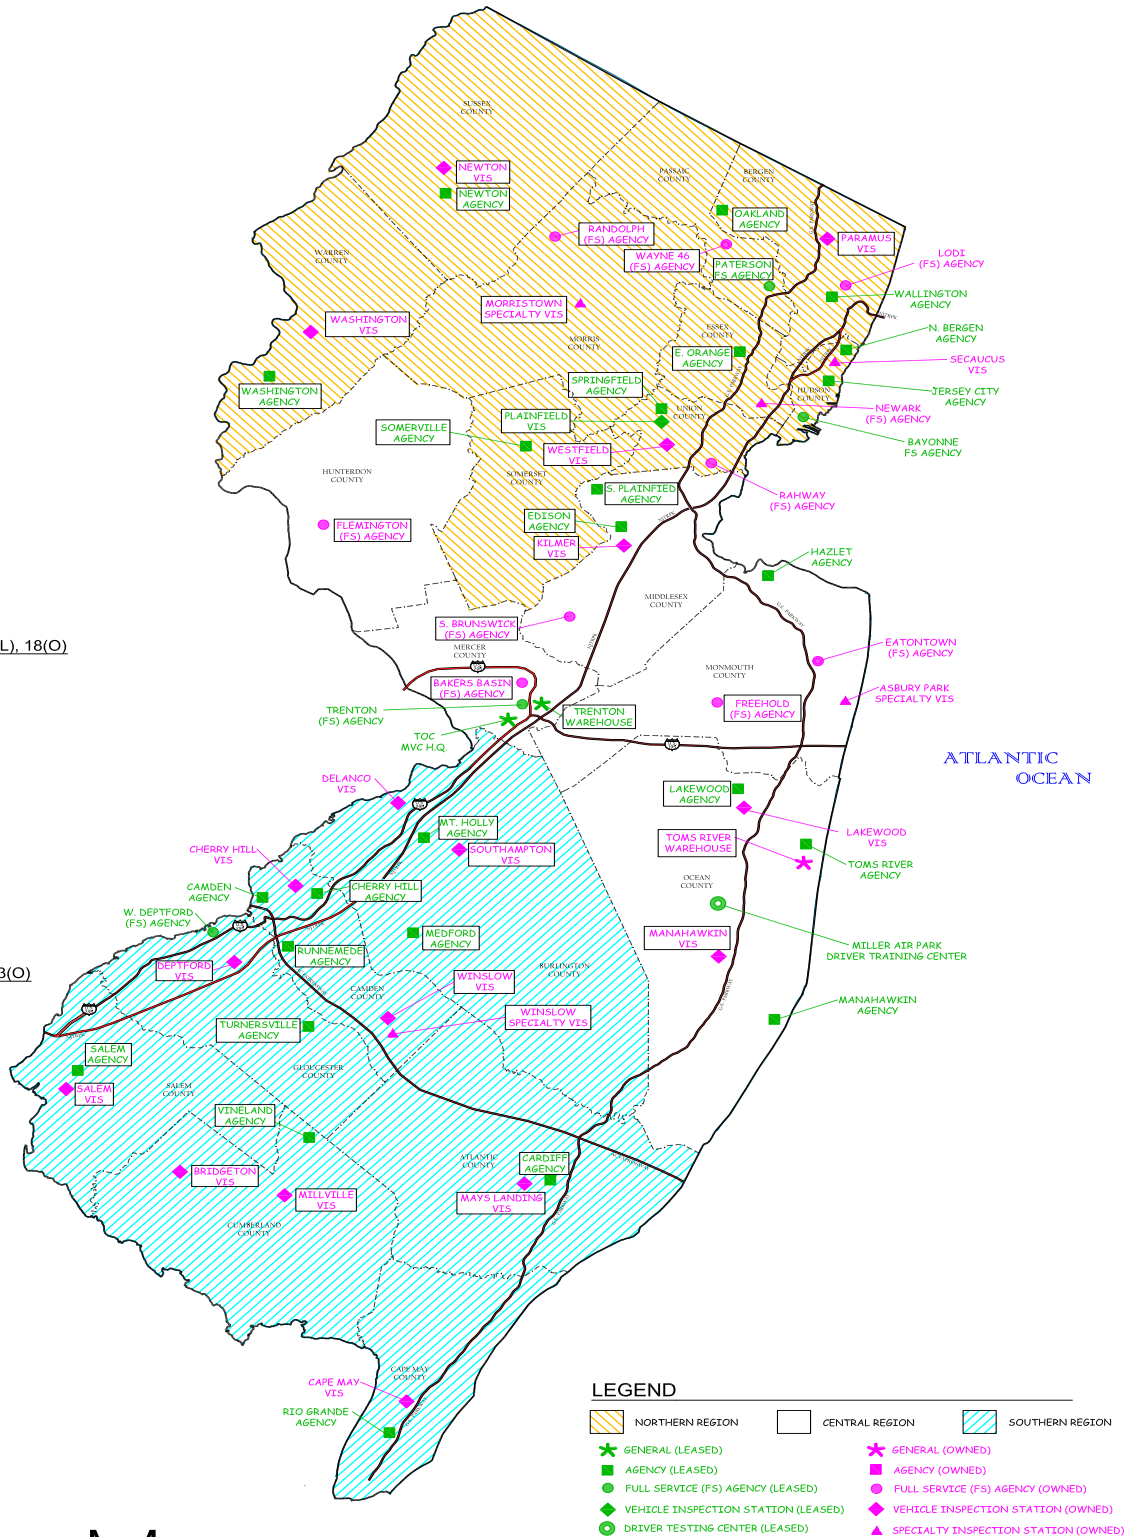 SUSSEX
COUNTY
NEWTON
VIS
NEWTON
AGENCY
PASSAIC
COUNTY
BERGEN
COUNTY
OAKLAND
AGENCY
RANDOLPH
(FS) AGENCY
WAYNE 46
(FS) AGENCY
PATERSON
FS AGENCY
PARAMUS
VIS
LODI
(FS) AGENCY
WALLINGTON
AGENCY
WARREN
COUNTY
WASHINGTON
VIS
MORRISTOWN
SPECIALTY VIS
MORRIS
COUNTY
ESSEX
COUNTY
E. ORANGE
AGENCY
N. BERGEN
AGENCY
SECAUCUS
VIS
JERSEY CITY
AGENCY
HUDSON
COUNTY
NEWARK
(FS) AGENCY
BAYONNE
FS AGENCY
WASHINGTON
AGENCY
SPRINGFIELD
AGENCY
UNION
COUNTY
PLAINFIELD
VIS
SOMERVILLE
AGENCY
WESTFIELD
VIS
HUNTERDON
COUNTY
SOMERSET
COUNTY
S. PLAINFIED
AGENCY
RAHWAY
(FS) AGENCY
FLEMINGTON
(FS) AGENCY
EDISON
AGENCY
KILMER
VIS
NJTRPK
HAZLET
AGENCY
MIDDLESEX
COUNTY
G.S. PARKWAY
S. BRUNSWICK
(FS) AGENCY
NJTRPK
L), 18(O)
MERCER
COUNTY
EATONTOWN
(FS) AGENCY
MONMOUTH
COUNTY
BAKERS BASIN
(FS) AGENCY
ASBURY PARK
SPECIALTY VIS
FREEHOLD
(FS) AGENCY
TRENTON
(FS) AGENCY
TRENTON
WAREHOUSE
TOC
MVC H.Q.
ATLANTIC
OCEAN
DELANCO
VIS
LAKEWOOD
AGENCY
LAKEWOOD
VIS
MT. HOLLY
AGENCY
SOUTHAMPTON
VIS
TOMS RIVER
WAREHOUSE
TOMS RIVER
AGENCY
CHERRY HILL
VIS
CAMDEN
AGENCY
CHERRY HILL
AGENCY
OCEAN
COUNTY
W. DEPTFORD
(FS) AGENCY
MEDFORD
AGENCY
MANAHAWKIN
VIS
MILLER AIR PARK
DRIVER TRAINING CENTER
RUNNEMEDE
AGENCY
DEPTFORD
VIS
3(O)
BURLINGTON
COUNTY
CAMDEN
COUNTY
WINSLOW
VIS
G.S. PARKWAY
MANAHAWKIN
AGENCY
WINSLOW
SPECIALTY VIS
TURNERSVILLE
AGENCY
SALEM
AGENCY
SALEM
VIS
GLOUCESTER
COUNTY
SALEM
COUNTY
VINELAND
AGENCY
ATLANTIC
COUNTY
CARDIFF
AGENCY
BRIDGETON
VIS
MILLVILLE
VIS
MAYS LANDING
VIS
CUMBERLAND
COUNTY
CAPE MAY
COUNTY
CAPE MAY
VIS
RIO GRANDE
AGENCY
LEGEND
NORTHERN REGION
CENTRAL REGION
SOUTHERN REGION
GENERAL (LEASED)
GENERAL (OWNED)
AGENCY (LEASED)
AGENCY (OWNED)
FULL SERVICE (FS) AGENCY (LEASED)
FULL SERVICE (FS) AGENCY (OWNED)
VEHICLE INSPECTION STATION (LEASED)
VEHICLE INSPECTION STATION (OWNED)
DRIVER TESTING CENTER (LEASED)
SPECIALTY INSPECTION STATION (OWNED)